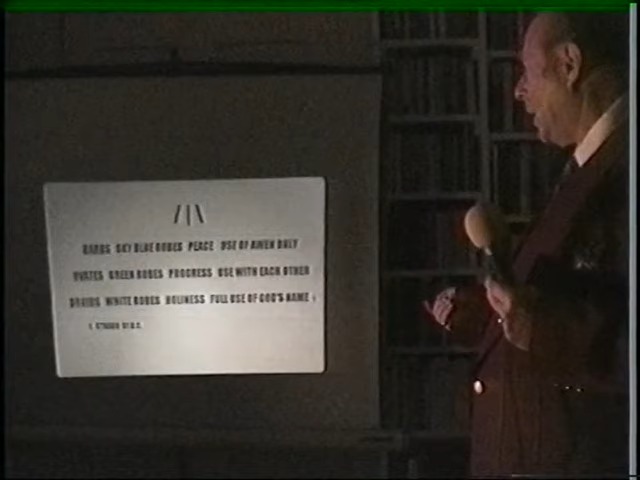 /|\
BARDS SKY BLUE ROBES PEACE USE OF AWEN ONLY
OVATES GREEN ROBES PROGRESS USE WITH EACH OTHER
DRUIDS WHITE ROBES HOLINESS FULL USE OF GOD'S NAME